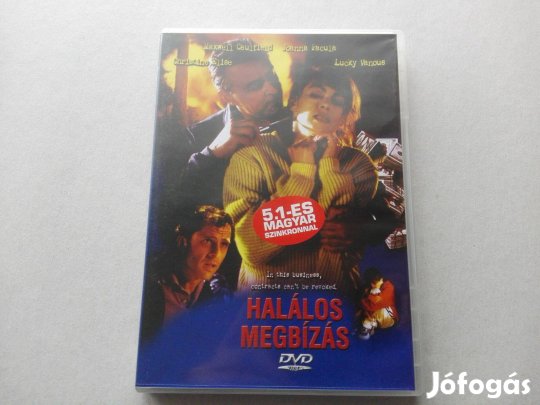 Maxwell Caulfield Joanna Pacula
Christine Elise Lucky Vanous
5.1-ES
MAGYAR
SZINKRONNAL
In this business,
contracts can't be revoked.
HALÁLOS
MEGBÍZÁS
DVD
VIDEO
Jófogás